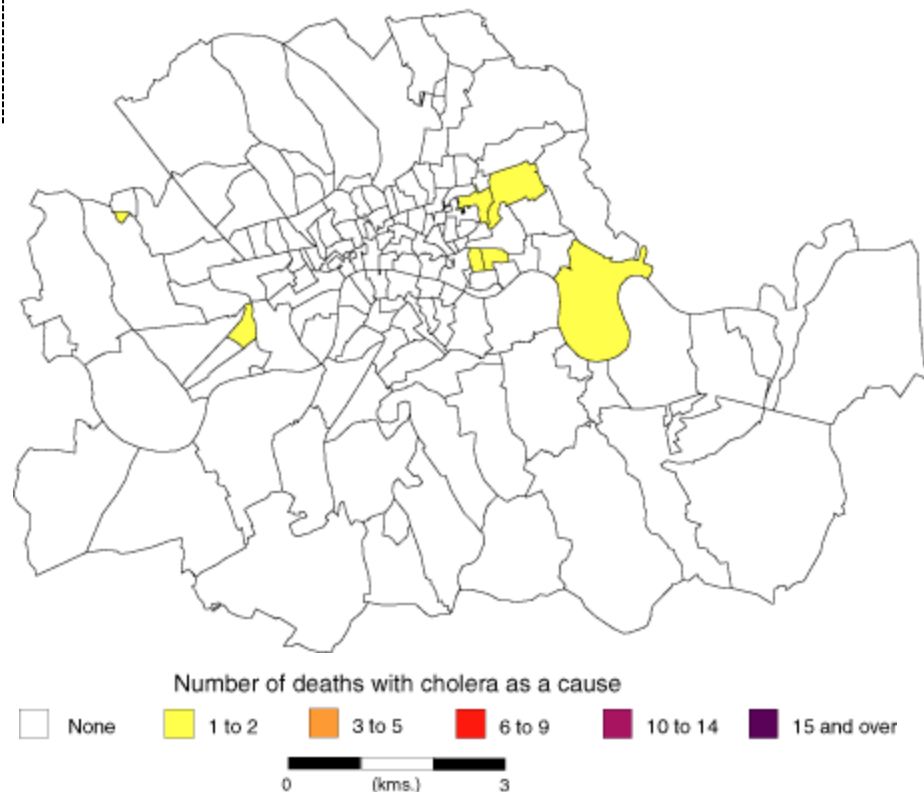 Number of deaths with cholera as a cause
None 1 to 2 3 to 5 6 to 9 10 to 14 15 and over
0 (kms.) 3